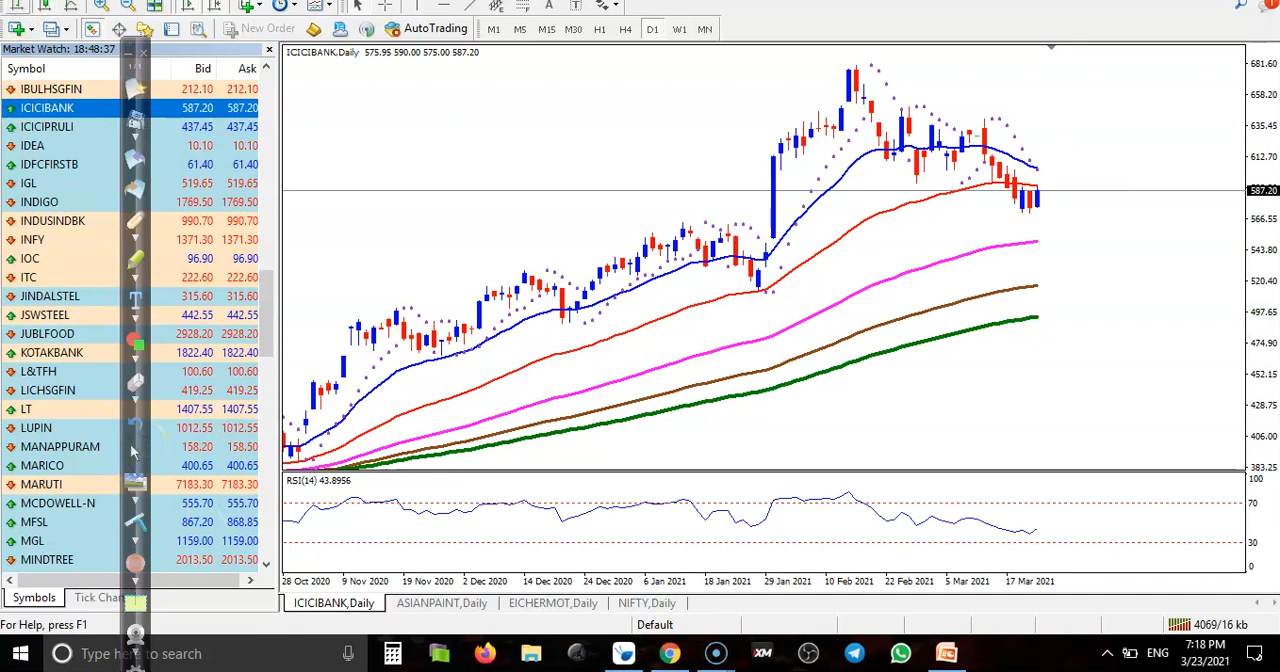 New Order
AutoTrading
M1 M5 M15 M30 H1 H4 D1 W1 MN
Market Watch: 18:48:37
Symbol Bid Ask
IBULHSGFIN 212.10 212.10
ICICIBANK 587.20 587.20
ICICIPRULI 437.45 437.45
IDEA 10.10 10.10
IDFCFIRSTB 61.40 61.40
IGL 519.65 519.65
INDIGO 1769.50 1769.50
INDUSINDBK 990.70 990.70
INFY 1371.30 1371.30
IOC 96.90 96.90
ITC 222.60 222.60
JINDALSTEL 315.60 315.60
JSWSTEEL 442.55 442.55
JUBLFOOD 2928.20 2928.20
KOTAKBANK 1822.40 1822.40
L&TFH 100.60 100.60
LICHSGFIN 419.25 419.25
LT 1407.55 1407.55
LUPIN 1012.55 1012.55
MANAPPURAM 158.20 158.50
MARICO 400.65 400.65
MARUTI 7183.30 7183.30
MCDOWELL-N 555.70 555.70
MFSL 867.20 868.85
MGL 1159.00 1159.00
MINDTREE 2013.50 2013.50
Symbols Tick
ICICIBANK,Daily 575.95 590.00 575.00 587.20
681.60
658.20
635.45
612.70
587.20
566.55
543.80
520.40
497.65
474.90
452.15
428.75
406.00
383.25
RSI(14) 43.8956
100
70
30
0
28 Oct 2020 9 Nov 2020 19 Nov 2020 2 Dec 2020 14 Dec 2020 24 Dec 2020 6 Jan 2021 18 Jan 2021 29 Jan 2021 10 Feb 2021 22 Feb 2021 5 Mar 2021 17 Mar 2021
ICICIBANK,Daily ASIANPAINT,Daily EICHERMOT,Daily NIFTY,Daily
For Help, press F1
Default
4069/16 kb
Type here to search
XM
ENG
7:18 PM
3/23/2021